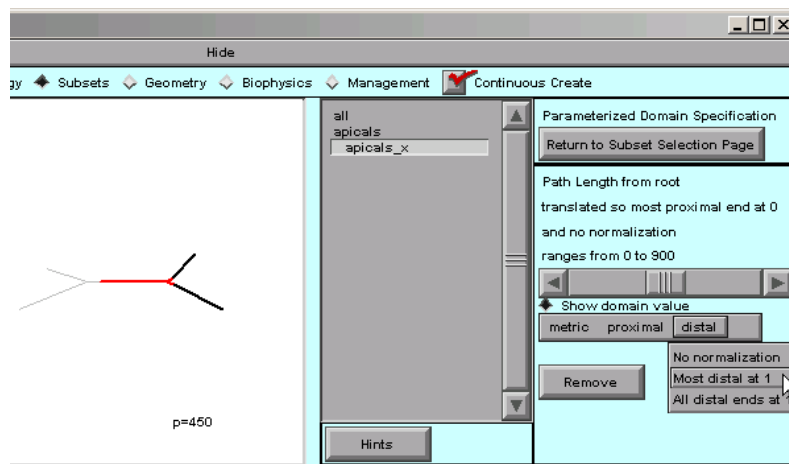 Hide
gy Subsets Geometry Biophysics Management Continuous Create
all
apicals
apicals_x
Parameterized Domain Specification
Return to Subset Selection Page
Path Length from root
translated so most proximal end at 0
and no normalization
ranges from 0 to 900
Show domain value
metric proximal distal
No normalization
Most distal at 1
All distal ends at 1
Remove
p=450
Hints